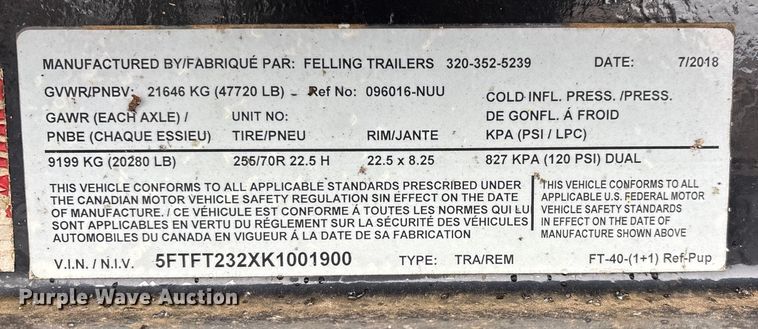 MANUFACTURED BY/FABRIQUÉ PAR: FELLING TRAILERS 320-352-5239 DATE: 7/2018
GVWR/PNBV: 21646 KG (47720 LB) Ref No: 096016-NUU
COLD INFL. PRESS. /PRESS.
GAWR (EACH AXLE) / UNIT NO:
DE GONFL. Á FROID
PNBE (CHAQUE ESSIEU) TIRE/PNEU RIM/JANTE KPA (PSI / LPC)
9199 KG (20280 LB) 255/70R 22.5 H 22.5 x 8.25 827 KPA (120 PSI) DUAL
THIS VEHICLE CONFORMS TO ALL APPLICABLE STANDARDS PRESCRIBED UNDER
THE CANADIAN MOTOR VEHICLE SAFETY REGULATION SIN EFFECT ON THE DATE
OF MANUFACTURE. / CE VÉHICULE EST CONFORME Á TOUTES LES NORMES QUI LU
SONT APPLICABLES EN VERTU DU RÉGLEMENT SUR LA SÉCURITÉ DES VÉHICULES
AUTOMOBILES DU CANADA EN VIGUEUR Á LA DATE DE SA FABRICATION
THIS VEHICLE CONFORMS TO ALL
APPLICABLE U.S. FEDERAL MOTOR
VEHICLE SAFETY STANDARDS
IN EFFECT ON THE DATE OF
MANUFACTURE SHOWN ABOVE
V.I.N. / N.I.V. 5FTFT232XK1001900 TYPE: TRA/REM FT-40-(1+1) Ref-Pup
Purple Wave Auction